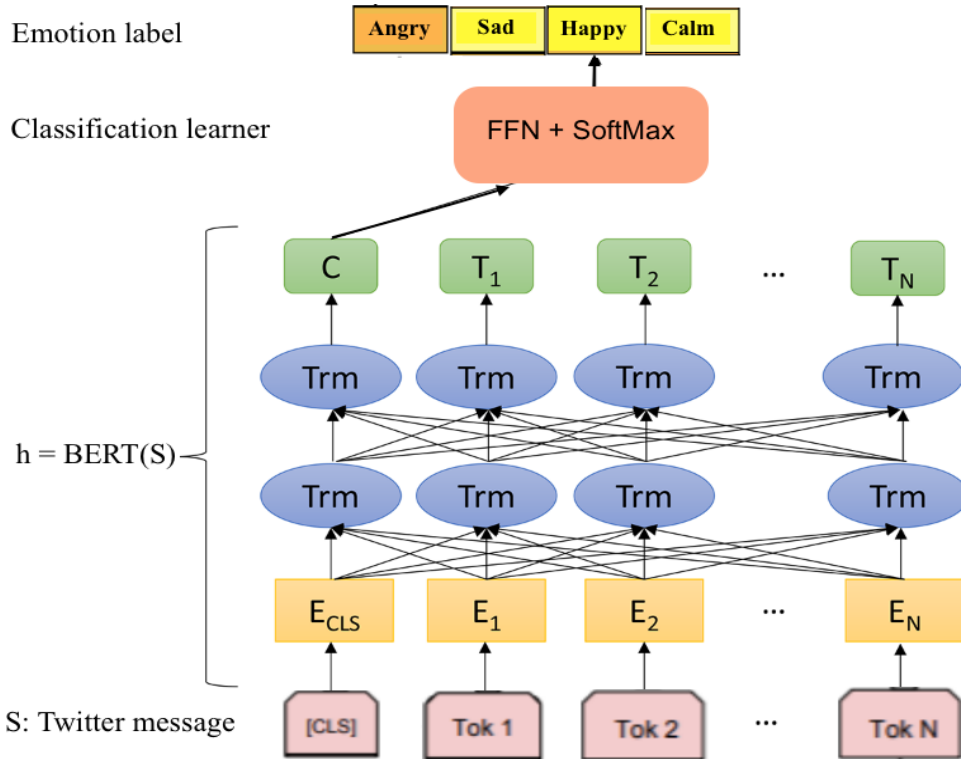 Emotion label
Angry Sad Happy Calm
Classification learner
FFN + SoftMax
C T1 T2 ... TN
Trm Trm Trm Trm
h = BERT(S)
Trm Trm Trm Trm
ECLS E1 E2 ... EN
S: Twitter message
[CLS] Tok 1 Tok 2 ... Tok N